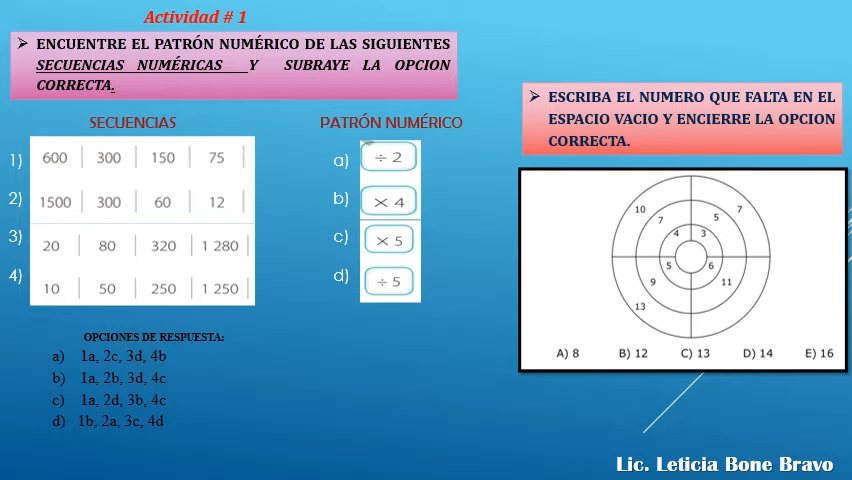 Actividad # 1
➢ ENCUENTRE EL PATRÓN NUMÉRICO DE LAS SIGUIENTES
SECUENCIAS NUMÉRICAS Y SUBRAYE LA OPCION
CORRECTA.
SECUENCIAS
PATRÓN NUMÉRICO
1) 600 | 300 | 150 | 75 |
2) 1500 | 300 | 60 | 12 |
3) 20 | 80 | 320 | 1 280 |
4) 10 | 50 | 250 | 1 250 |
a) ÷ 2
b) × 4
c) × 5
d) ÷ 5
OPCIONES DE RESPUESTA:
a) 1a, 2c, 3d, 4b
b) 1a, 2b, 3d, 4c
c) 1a, 2d, 3b, 4c
d) 1b, 2a, 3c, 4d
➢ ESCRIBA EL NUMERO QUE FALTA EN EL
ESPACIO VACIO Y ENCIERRE LA OPCION
CORRECTA.
10 7
7 5
4 3
5 6
9 11
13
A) 8 B) 12 C) 13 D) 14 E) 16
Lic. Leticia Bone Bravo